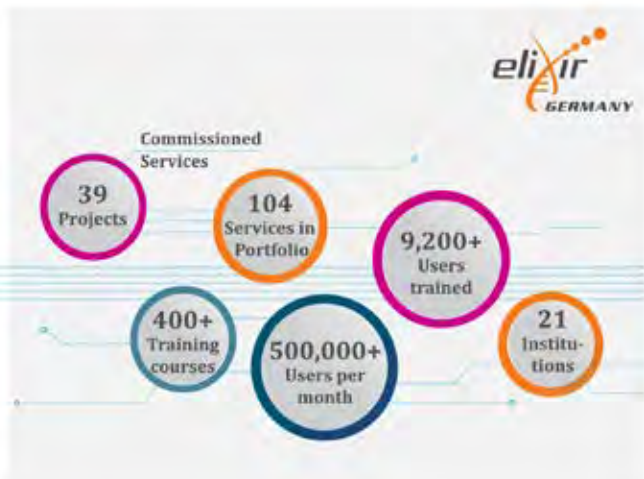 elixir
GERMANY
Commissioned
Services
39
Projects
104
Services in
Portfolio
9,200+
Users
trained
400+
Training
courses
500,000+
Users per
month
21
Institu-
tions